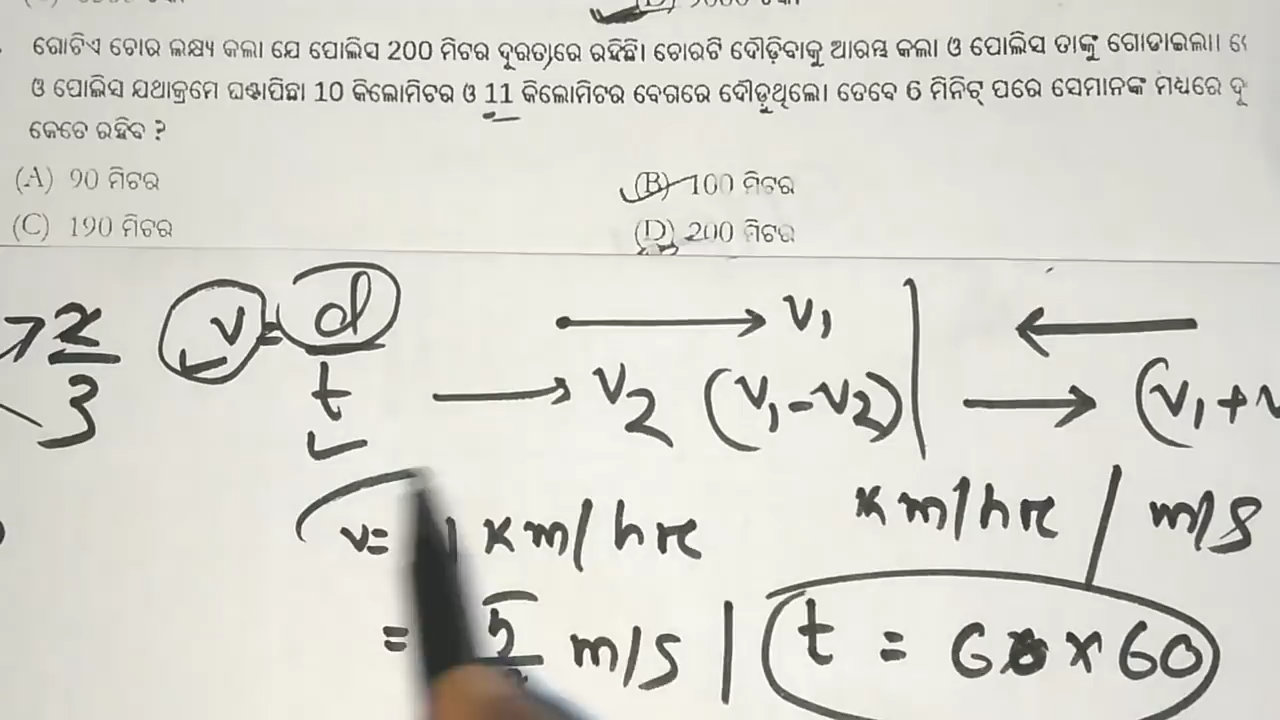 ଗୋଟିଏ ଚୋର ଲକ୍ଷ୍ୟ କଲା ଯେ ପୋଲିସ 200 ମିଟର ଦୂରତ୍ୱରେ ରହିଛି। ଚୋରଟି ଦୌଡ଼ିବାକୁ ଆରମ୍ଭ କଲା ଓ ପୋଲିସ ତାଙ୍କୁ ଗୋଡାଇଲା।
ଓ ପୋଲିସ ଯଥାକ୍ରମେ ଘଣ୍ଟାପିଛା 10 କିଲୋମିଟର ଓ 11 କିଲୋମିଟର ବେଗରେ ଦୌଡୁଥିଲେ। ତେବେ 6 ମିନିଟ୍ ପରେ ସେମାନଙ୍କ ମଧ୍ୟରେ
କେତେ ରହିବ ?
(A) 90 ମିଟର (B) 100 ମିଟର
(C) 190 ମିଟର (D) 200 ମିଟର
x/3 v = d/t → v₁ ←
→ v₂ (v₁-v₂) → (v₁+v
v= km/hr km/hr / m/s
= 5 m/s | t = 6 x 60